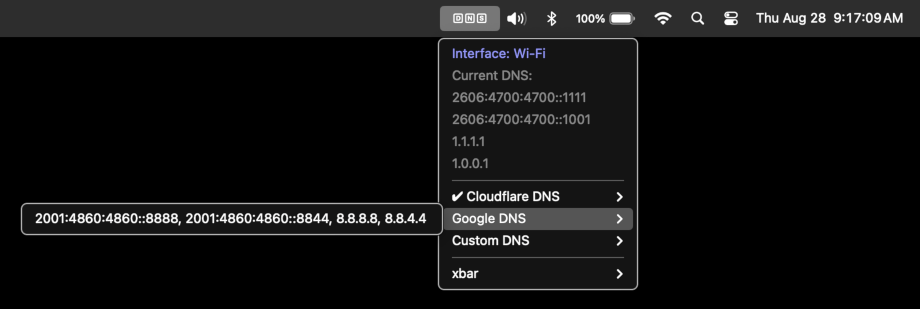 DNS 100% Thu Aug 28 9:17:09 AM
Interface: Wi-Fi
Current DNS:
2606:4700:4700::1111
2606:4700:4700::1001
1.1.1.1
1.0.0.1
✔ Cloudflare DNS
Google DNS
2001:4860:4860::8888, 2001:4860:4860::8844, 8.8.8.8, 8.8.4.4
Custom DNS
xbar